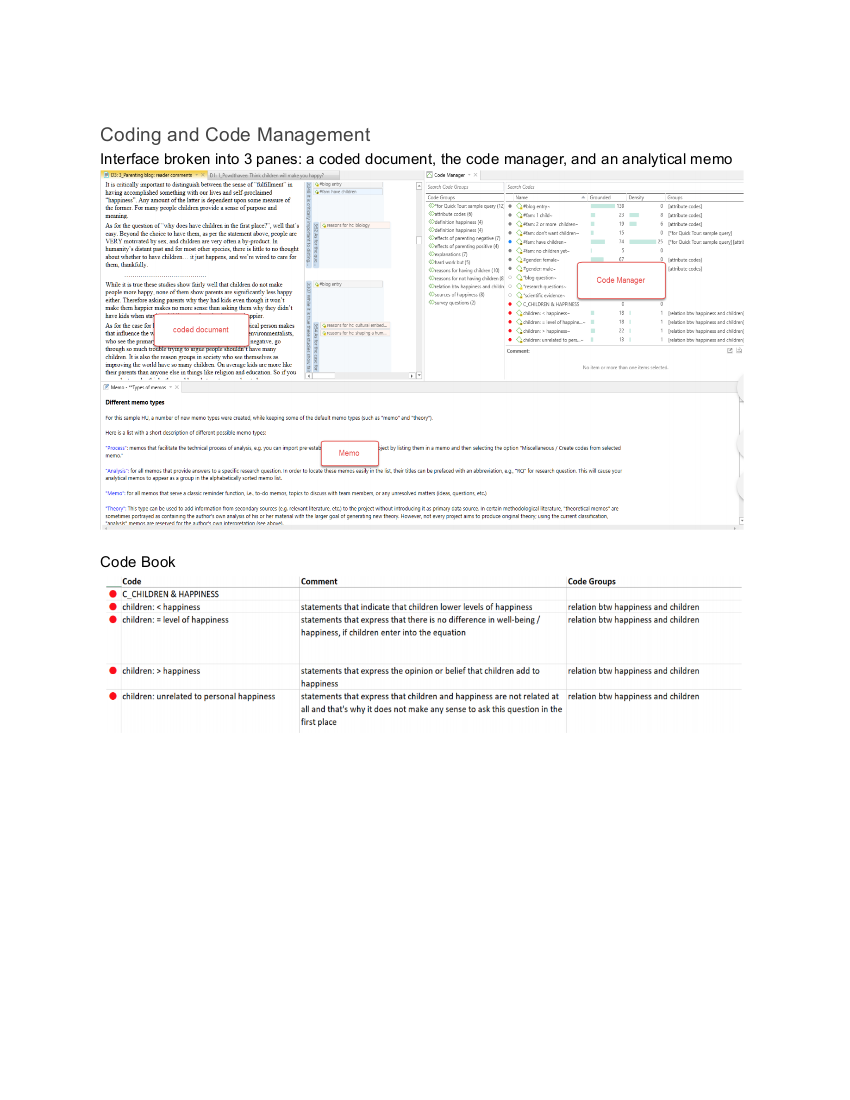 Coding and Code Management
Interface broken into 3 panes: a coded document, the code manager, and an analytical memo
D3: 3_Parenting blog: reader comments
It is critically important to distinguish between the sense of "fulfillment" in
having accomplished something with our lives and self-proclaimed
"happiness". Any amount of the latter is dependent upon some measure of
the former. For many people children provide a sense of purpose and
meaning.
As for the question of "why does have children in the first place?", well that's
easy. Beyond the choice to have them, as per the statement above, people are
VERY motivated by sex, and children are very often a by-product. In
humanity's distant past and for most other species, there is little to no thought
about whether to have children... it just happens, and we're wired to care for
them, thankfully.
While it is true these studies show fairly well that children do not make
people more happy, none of them show parents are significantly less happy
either. Therefore asking parents why they had kids even though it won't
make them happier makes no more sense than asking them why they didn't
have kids when
As for the case for
that influence the
who see the primar
through so much trouble trying to argue people shouldn't have many
children. It is also the reason groups in society who see themselves as
improving the world have so many children. On average kids are more like
their parents than anyone else in things like religion and education. So if you
coded document
#blog entry
#fam: have children
reasons for hc: biology
#blog entry
reasons for hc: cultural embed...
reasons for hc: shaping a hum...
Code Manager
Search Code Groups
Code Groups
*for Quick Tour: sample query (12)
attribute codes (6)
definition happiness (4)
definition happiness (4)
effects of parenting negative (7)
effects of parenting positive (4)
explanations (7)
hard work but (5)
reasons for having children (10)
reasons for not having children (8
relation btw happiness and childre
sources of happiness (8)
survey questions (2)
Search Codes
Name Grounded Density Groups
#blog entry~ 138 0 [attribute codes]
#fam: 1 child~ 23 8 [attribute codes]
#fam: 2 or more children~ 19 6 [attribute codes]
#fam: don't want children~ 15 0 [*for Quick Tour: sample query]
#fam: have children~ 74 25 [*for Quick Tour: sample query] [attri
#fam: no children yet~ 5 0
#gender: female~ 67 [attribute codes]
#gender: male~ [attribute codes]
*blog question~
*research questions~
*scientific evidence~
C_CHILDREN & HAPPINESS 0 0
children: < happiness~ 18 1 [relation btw happiness and children]
children: = level of happine...~ 18 1 [relation btw happiness and children]
children: > happiness~ 22 1 [relation btw happiness and children]
children: unrelated to pers...~ 13 1 [relation btw happiness and children]
Code Manager
Comment:
No item or more than one items selected.
Memo - **Types of memos
Different memo types
For this sample HU, a number of new memo types were created, while keeping some of the default memo types (such as "memo" and "theory").
Here is a list with a short description of different possible memo types:
"Process": memos that facilitate the technical process of analysis, e.g. you can import pre ject by listing them in a memo and then selecting the option "Miscellaneous / Create codes from selected
memo."
Memo
"Analysis": for all memos that provide answers to a specific research question. In order to locate these memos easily in the list, their titles can be prefaced with an abbreviation, e.g. "RQ" for research question. This will cause your
analytical memos to appear as a group in the alphabetically sorted memo list.
"Memo": for all memos that serve a classic reminder function, i.e., to-do memos, topics to discuss with team members, or any unresolved matters (ideas, questions, etc.)
"Theory": This type can be used to add information from secondary sources (e.g. relevant literature, etc.) to the project without introducing it as primary data source. In certain methodological literature, "theoretical memos" are
sometimes portrayed as containing the author's own analysis of his or her material with the larger goal of generating new theory. However, not every project aims to produce original theory; using the current classification,
"analysis" memos are reserved for the author's own interpretation (see above).
Code Book
Code Comment Code Groups
C_CHILDREN & HAPPINESS
children: < happiness statements that indicate that children lower levels of happiness relation btw happiness and children
children: = level of happiness statements that express that there is no difference in well-being / relation btw happiness and children
happiness, if children enter into the equation
children: > happiness statements that express the opinion or belief that children add to relation btw happiness and children
happiness
children: unrelated to personal happiness statements that express that children and happiness are not related at relation btw happiness and children
all and that's why it does not make any sense to ask this question in the
first place